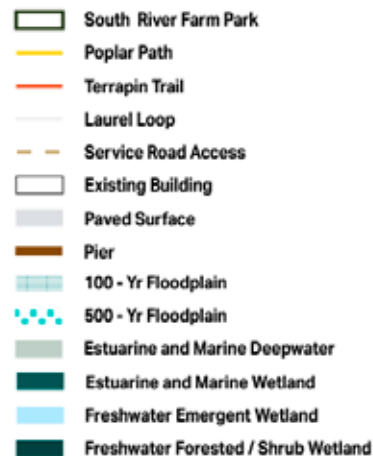 South River Farm Park
Poplar Path
Terrapin Trail
Laurel Loop
Service Road Access
Existing Building
Paved Surface
Pier
100 - Yr Floodplain
500 - Yr Floodplain
Estuarine and Marine Deepwater
Estuarine and Marine Wetland
Freshwater Emergent Wetland
Freshwater Forested / Shrub Wetland